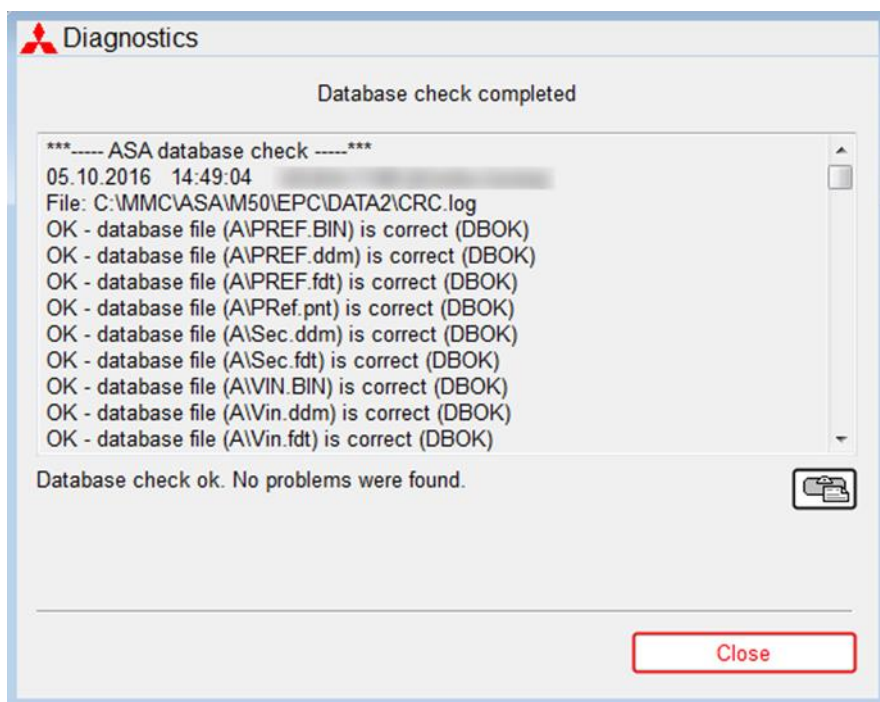 Diagnostics
Database check completed
***----- ASA database check -----***
05.10.2016 14:49:04
File: C:\MMC\ASA\M50\EPC\DATA2\CRC.log
OK - database file (A\PREF.BIN) is correct (DBOK)
OK - database file (A\PREF.ddm) is correct (DBOK)
OK - database file (A\PREF.fdt) is correct (DBOK)
OK - database file (A\PRef.pnt) is correct (DBOK)
OK - database file (A\Sec.ddm) is correct (DBOK)
OK - database file (A\Sec.fdt) is correct (DBOK)
OK - database file (A\VIN.BIN) is correct (DBOK)
OK - database file (A\Vin.ddm) is correct (DBOK)
OK - database file (A\Vin.fdt) is correct (DBOK)
Database check ok. No problems were found.
Close